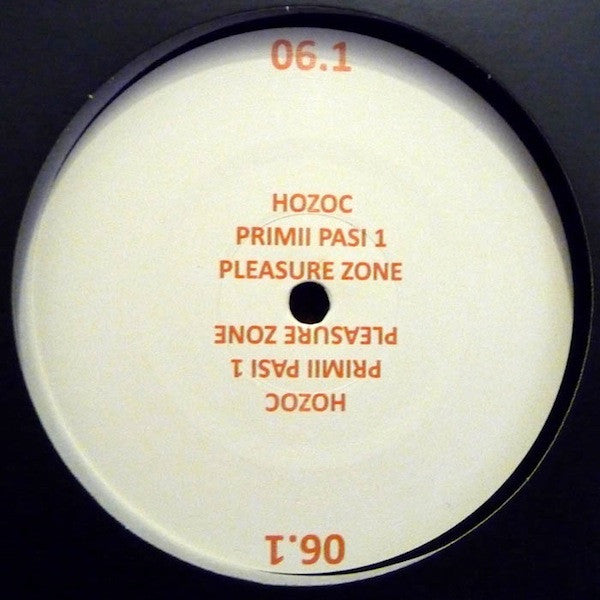 06.1
HOZOC
PRIMII PASI 1
PLEASURE ZONE
PLEASURE ZONE
PRIMII PASI 1
HOZOC
06.1